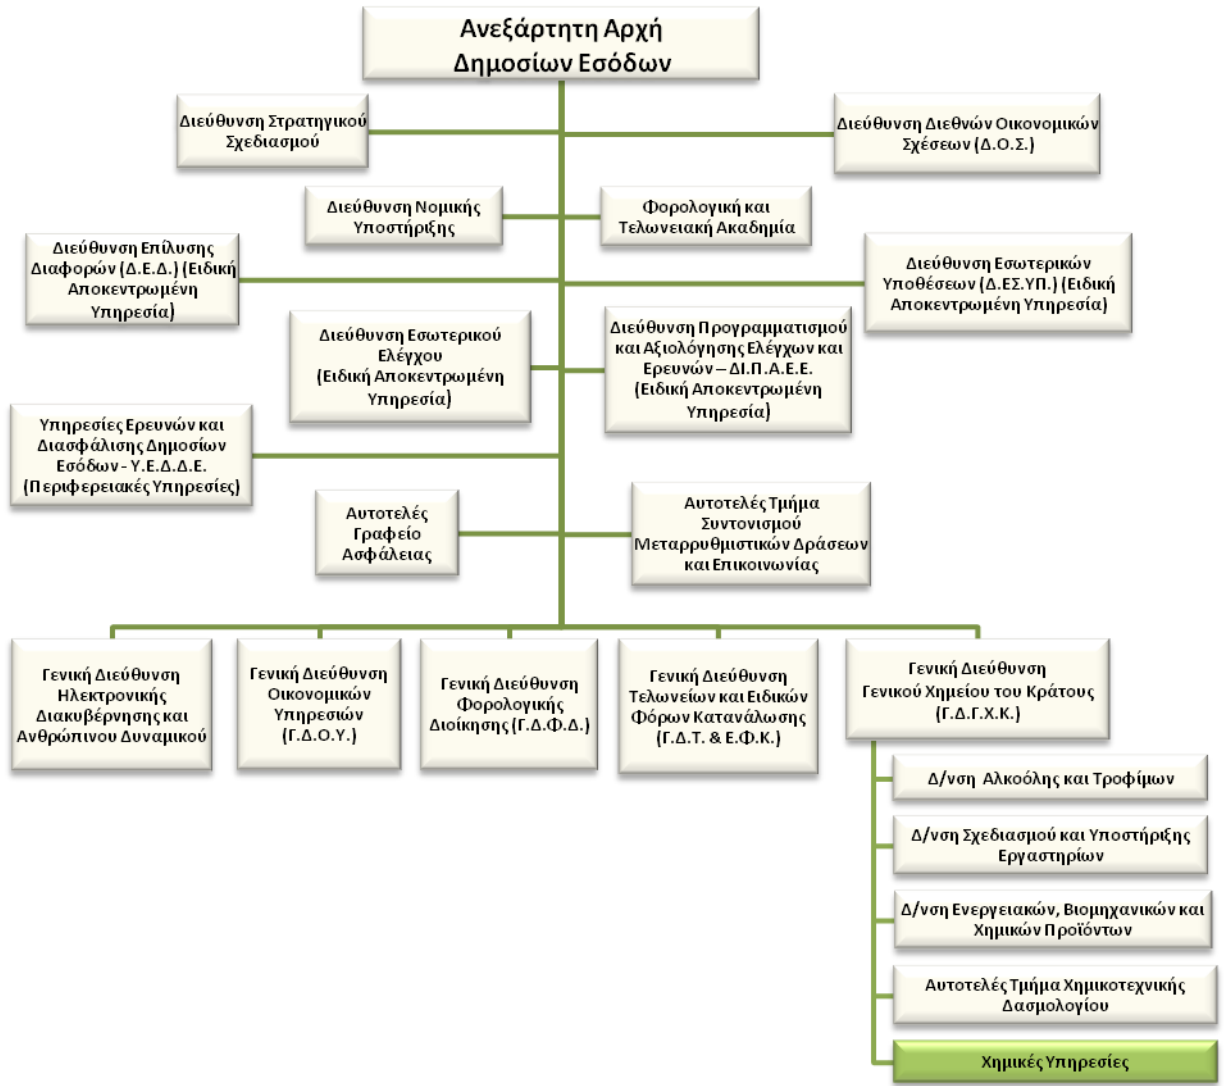 Ανεξάρτητη Αρχή
Δημοσίων Εσόδων
Διεύθυνση Στρατηγικού
Σχεδιασμού
Διεύθυνση Διεθνών Οικονομικών
Σχέσεων (Δ.Ο.Σ.)
Διεύθυνση Νομικής
Υποστήριξης
Φορολογική και
Τελωνειακή Ακαδημία
Διεύθυνση Επίλυσης
Διαφορών (Δ.Ε.Δ.) (Ειδική
Αποκεντρωμένη
Υπηρεσία)
Διεύθυνση Εσωτερικών
Υποθέσεων (Δ.ΕΣ.ΥΠ.) (Ειδική
Αποκεντρωμένη Υπηρεσία)
Διεύθυνση Εσωτερικού
Ελέγχου
(Ειδική Αποκεντρωμένη
Υπηρεσία)
Διεύθυνση Προγραμματισμού
και Αξιολόγησης Ελέγχων και
Ερευνών – ΔΙ.Π.Α.Ε.Ε.
(Ειδική Αποκεντρωμένη
Υπηρεσία)
Υπηρεσίες Ερευνών και
Διασφάλισης Δημοσίων
Εσόδων - Υ.Ε.Δ.Δ.Ε.
(Περιφερειακές Υπηρεσίες)
Αυτοτελές
Γραφείο
Ασφάλειας
Αυτοτελές Τμήμα
Συντονισμού
Μεταρρυθμιστικών Δράσεων
και Επικοινωνίας
Γενική Διεύθυνση
Ηλεκτρονικής
Διακυβέρνησης και
Ανθρώπινου Δυναμικού
Γενική Διεύθυνση
Οικονομικών
Υπηρεσιών
(Γ.Δ.Ο.Υ.)
Γενική Διεύθυνση
Φορολογικής
Διοίκησης (Γ.Δ.Φ.Δ.)
Γενική Διεύθυνση
Τελωνείων και Ειδικών
Φόρων Κατανάλωσης
(Γ.Δ.Τ. & Ε.Φ.Κ.)
Γενική Διεύθυνση
Γενικού Χημείου του Κράτους
(Γ.Δ.Γ.Χ.Κ.)
Δ/νση Αλκοόλης και Τροφίμων
Δ/νση Σχεδιασμού και Υποστήριξης
Εργαστηρίων
Δ/νση Ενεργειακών, Βιομηχανικών και
Χημικών Προϊόντων
Αυτοτελές Τμήμα Χημικοτεχνικής
Δασμολογίου
Χημικές Υπηρεσίες